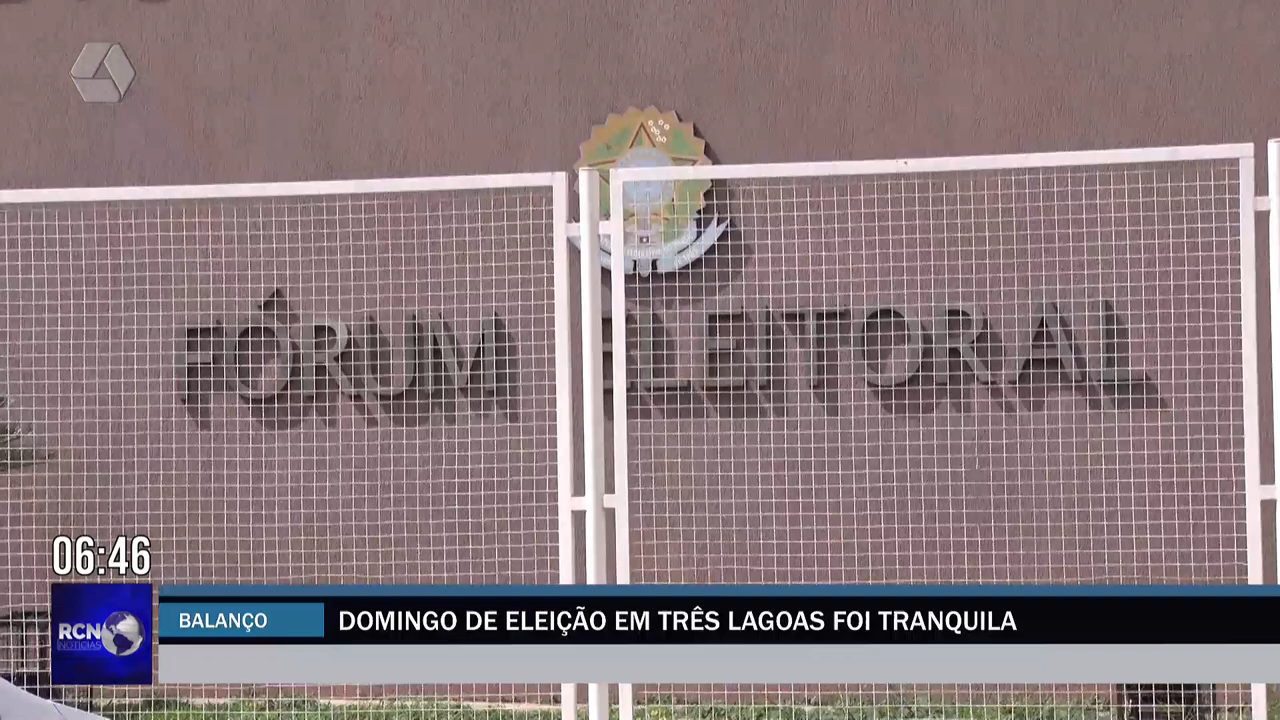 FÓRUM ELEITORAL
06:46
RCN
NOTÍCIAS
BALANÇO
DOMINGO DE ELEIÇÃO EM TRÊS LAGOAS FOI TRANQUILA